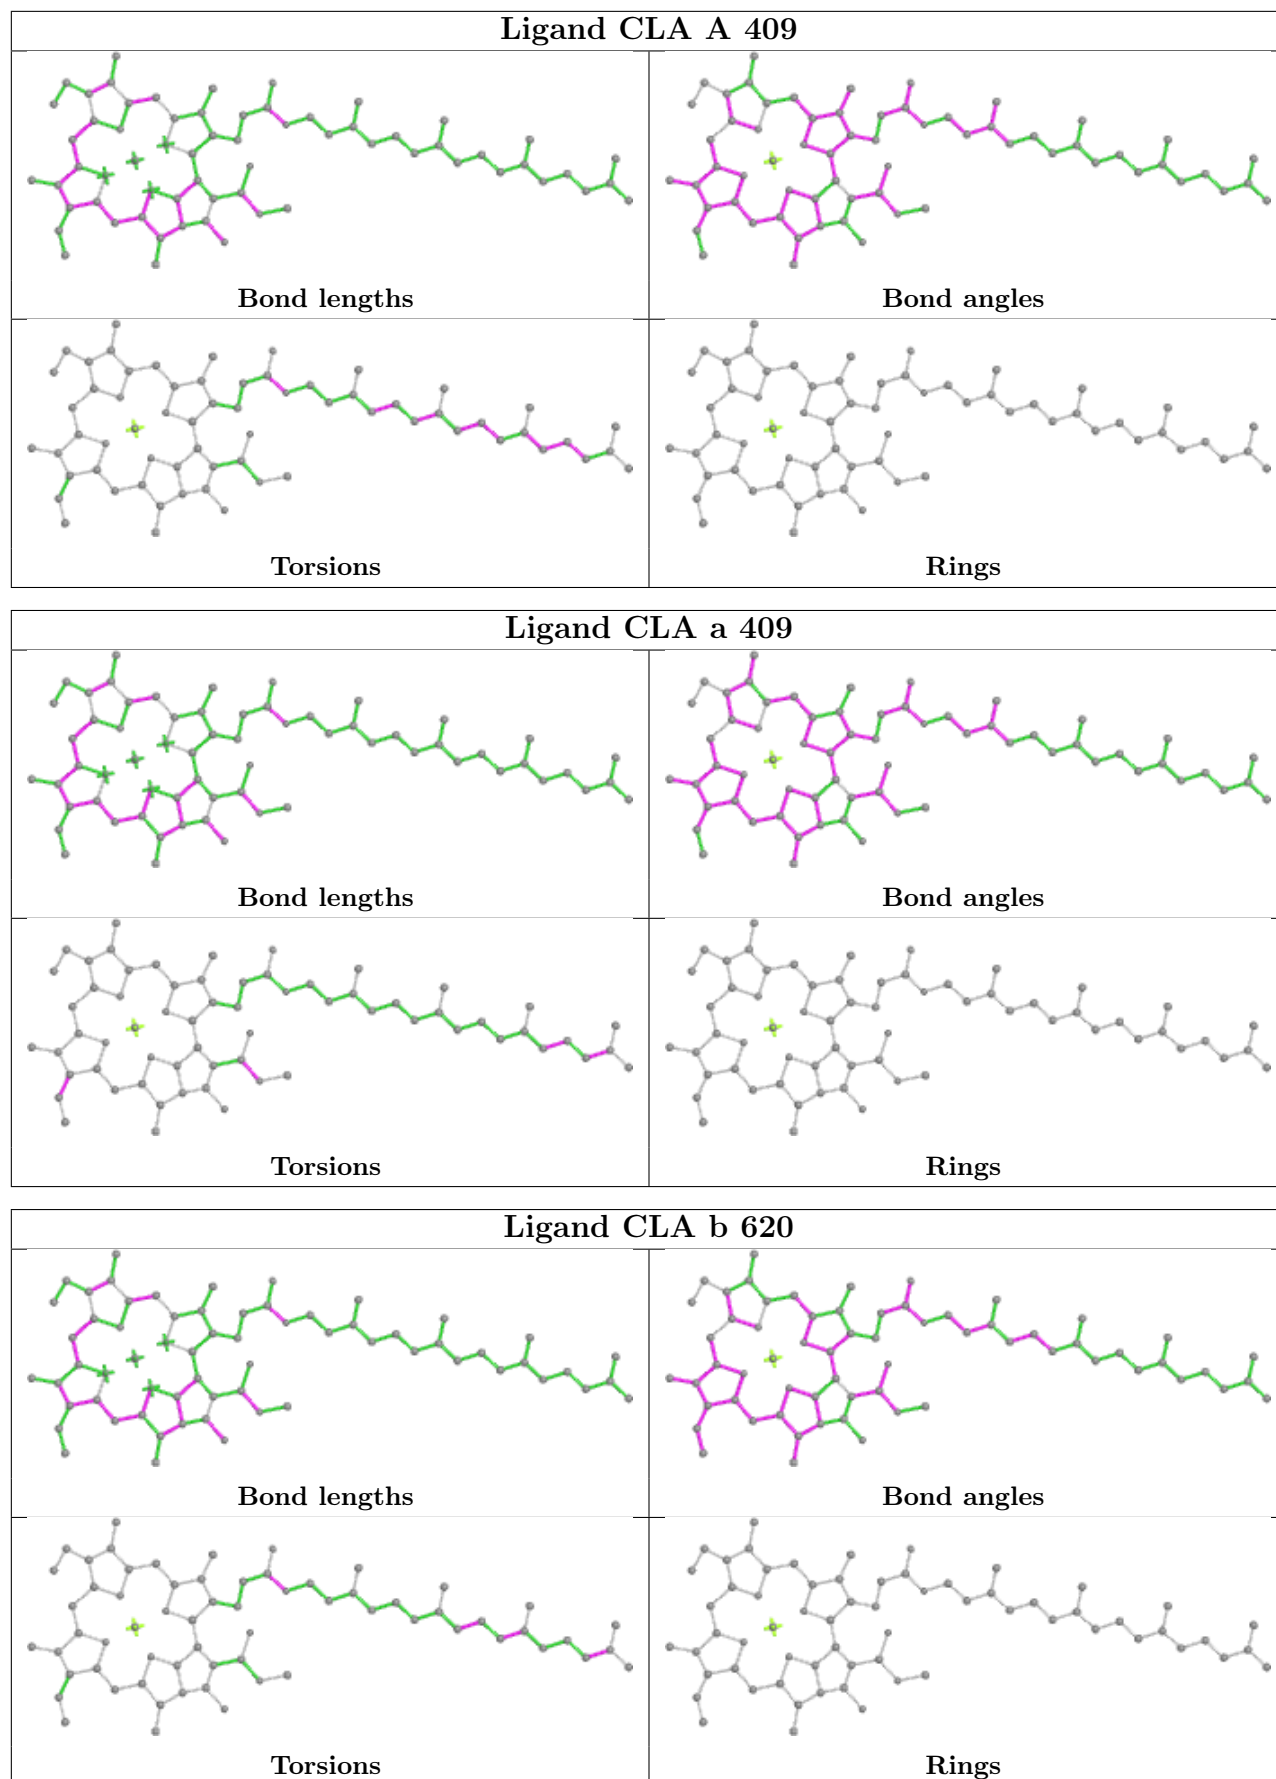 Ligand CLA A 409
Bond lengths
Bond angles
Torsions
Rings
Ligand CLA a 409
Bond lengths
Bond angles
Torsions
Rings
Ligand CLA b 620
Bond lengths
Bond angles
Torsions
Rings